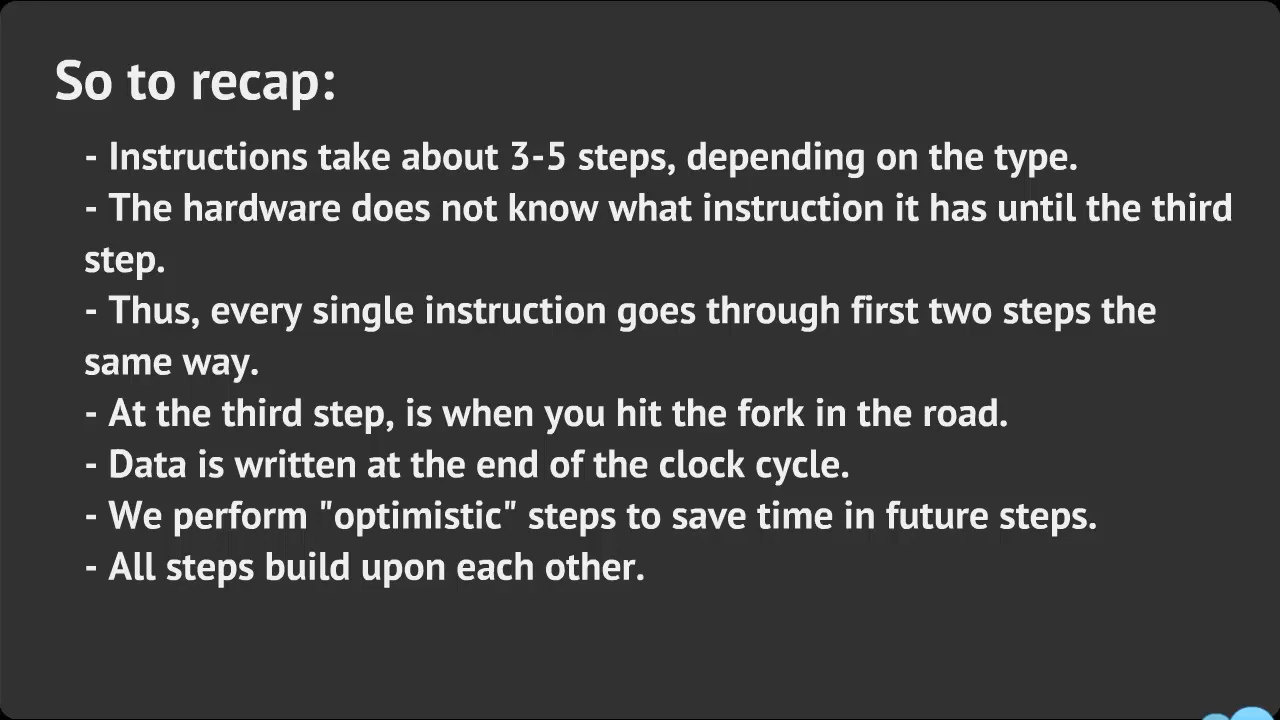 So to recap:
- Instructions take about 3-5 steps, depending on the type.
- The hardware does not know what instruction it has until the third
step.
- Thus, every single instruction goes through first two steps the
same way.
- At the third step, is when you hit the fork in the road.
- Data is written at the end of the clock cycle.
- We perform "optimistic" steps to save time in future steps.
- All steps build upon each other.